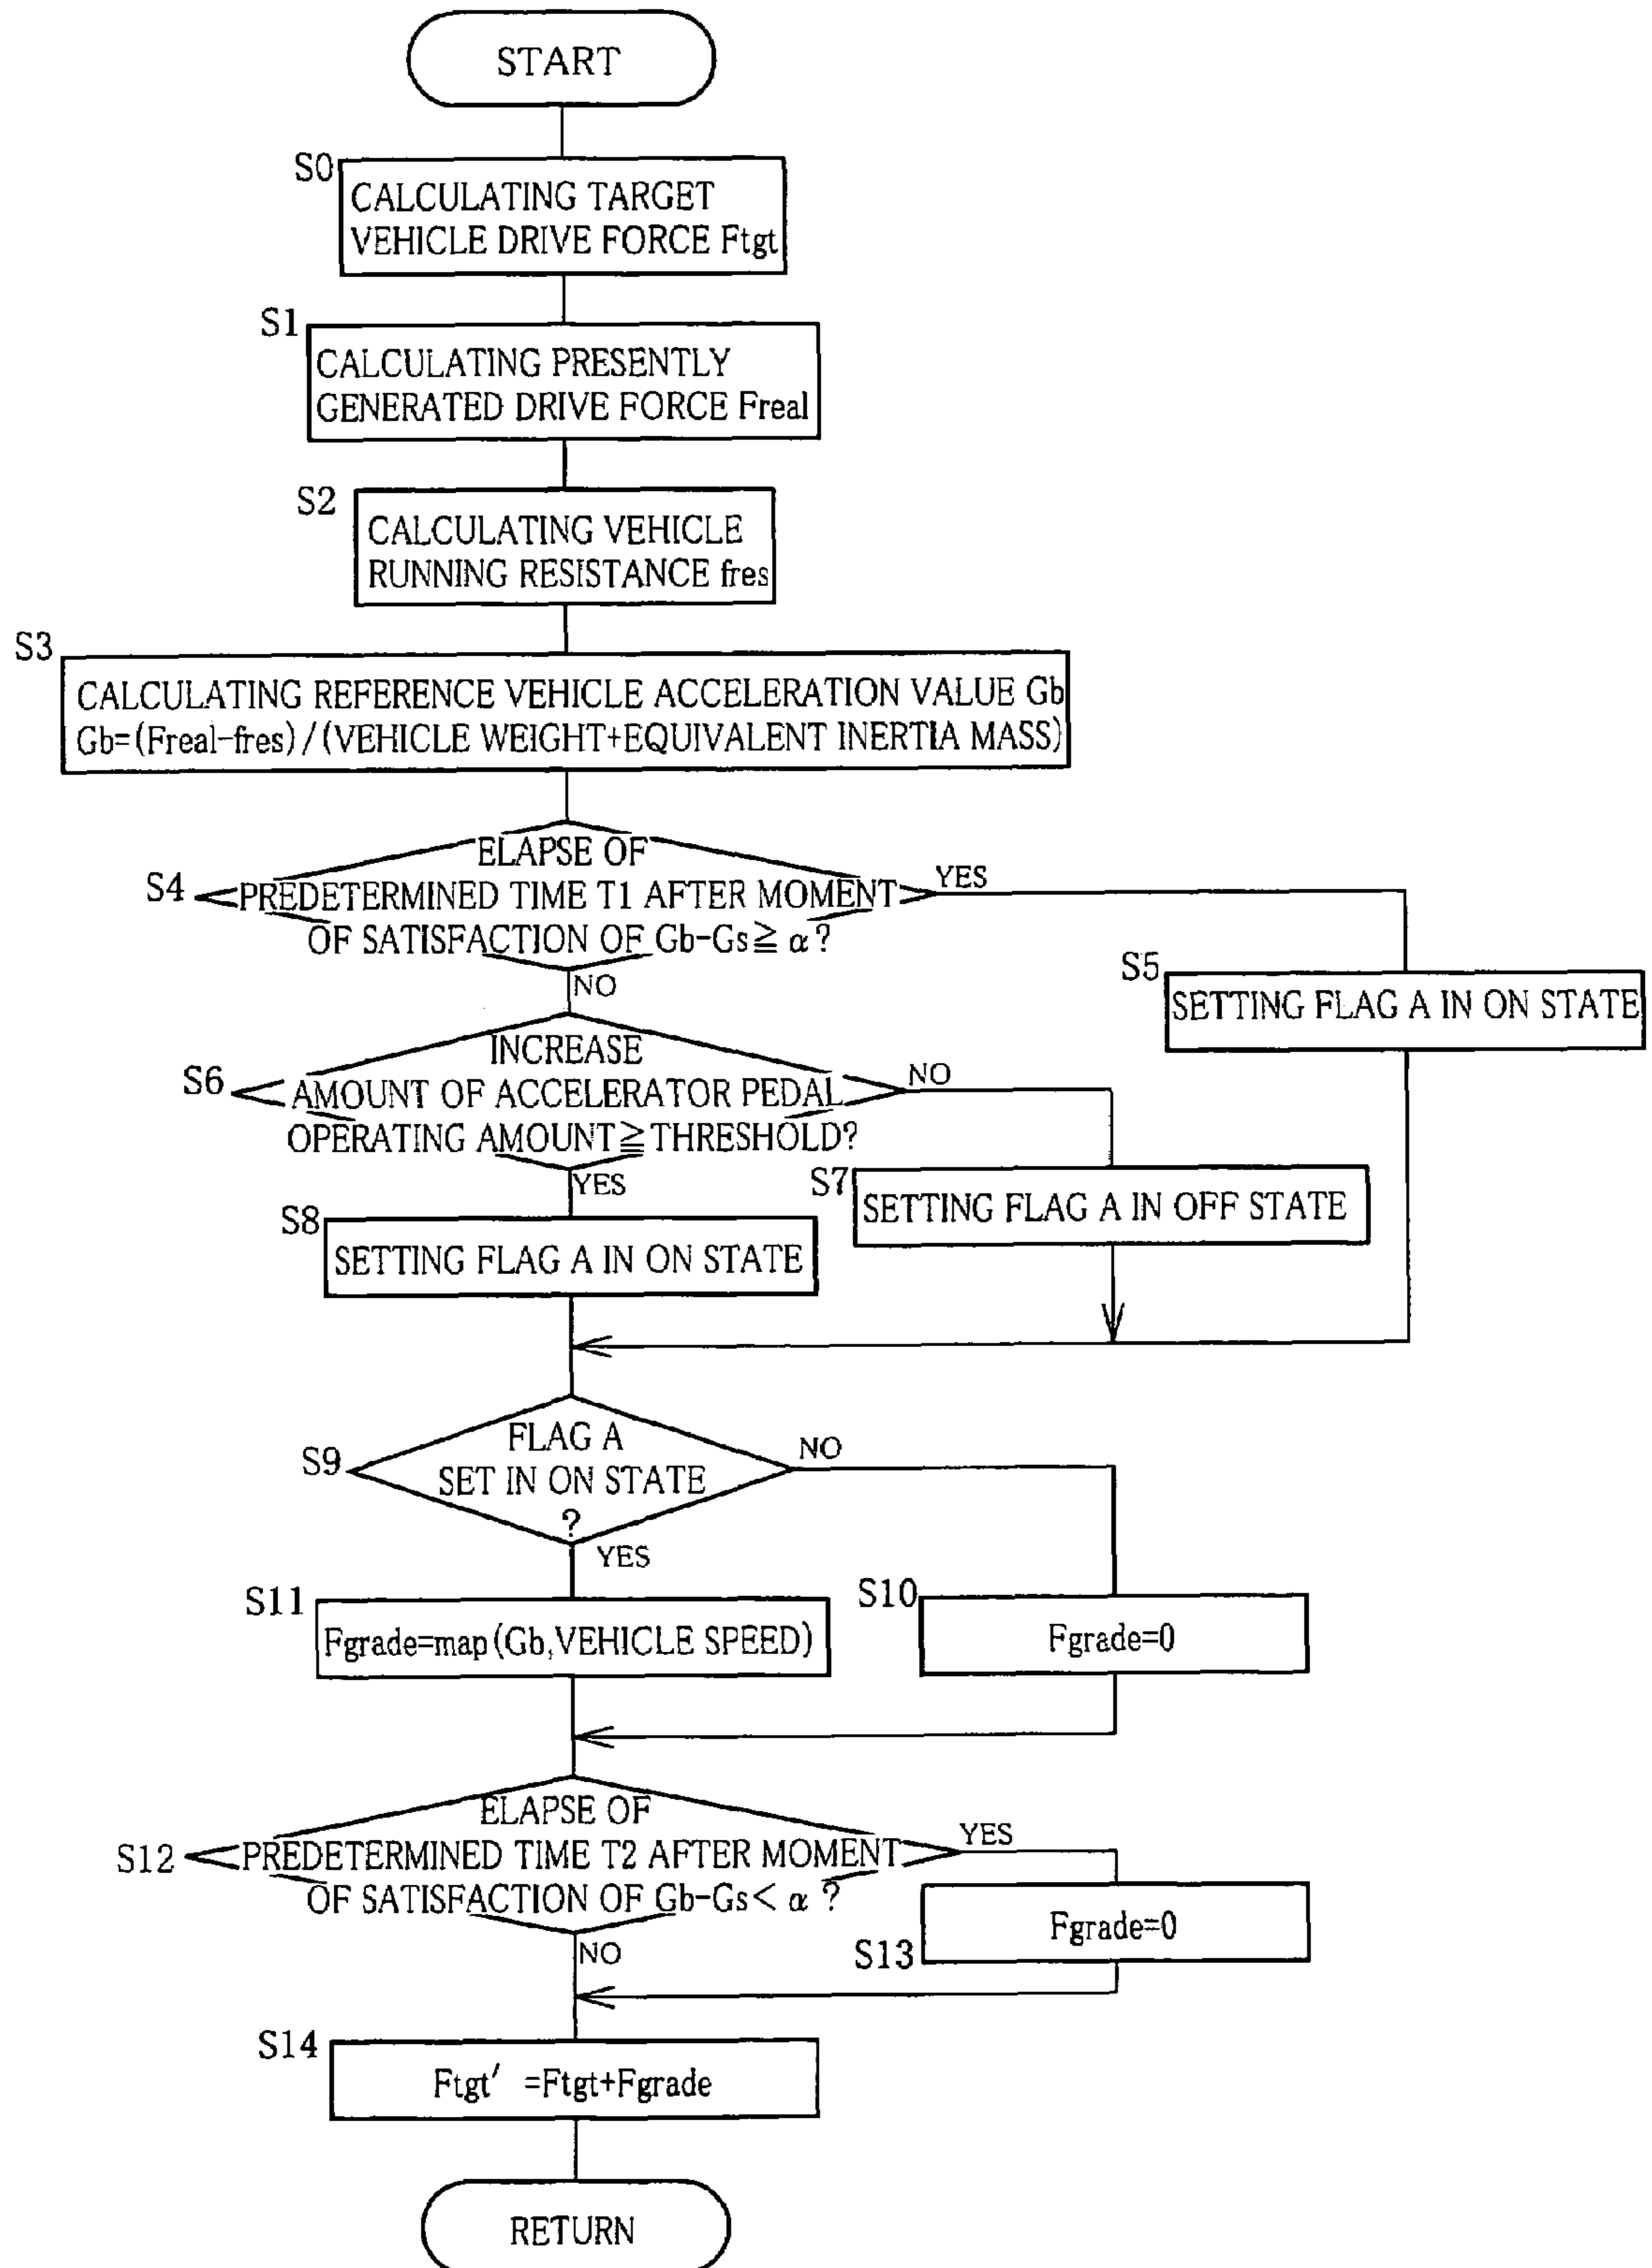 START
S0
CALCULATING TARGET
VEHICLE DRIVE FORCE Ftgt
S1
CALCULATING PRESENTLY
GENERATED DRIVE FORCE Freal
S2
CALCULATING VEHICLE
RUNNING RESISTANCE fres
S3
CALCULATING REFERENCE VEHICLE ACCELERATION VALUE Gb
Gb=(Freal-fres)/(VEHICLE WEIGHT+EQUIVALENT INERTIA MASS)
S4
ELAPSE OF
PREDETERMINED TIME T1 AFTER MOMENT
OF SATISFACTION OF Gb-Gs≧α?
YES
NO
S5
SETTING FLAG A IN ON STATE
S6
INCREASE
AMOUNT OF ACCELERATOR PEDAL
OPERATING AMOUNT≧THRESHOLD?
NO
YES
S7
SETTING FLAG A IN OFF STATE
S8
SETTING FLAG A IN ON STATE
S9
FLAG A
SET IN ON STATE
?
NO
YES
S11
Fgrade=map(Gb,VEHICLE SPEED)
S10
Fgrade=0
S12
ELAPSE OF
PREDETERMINED TIME T2 AFTER MOMENT
OF SATISFACTION OF Gb-Gs<α?
YES
NO
S13
Fgrade=0
S14
Ftgt′ =Ftgt+Fgrade
RETURN